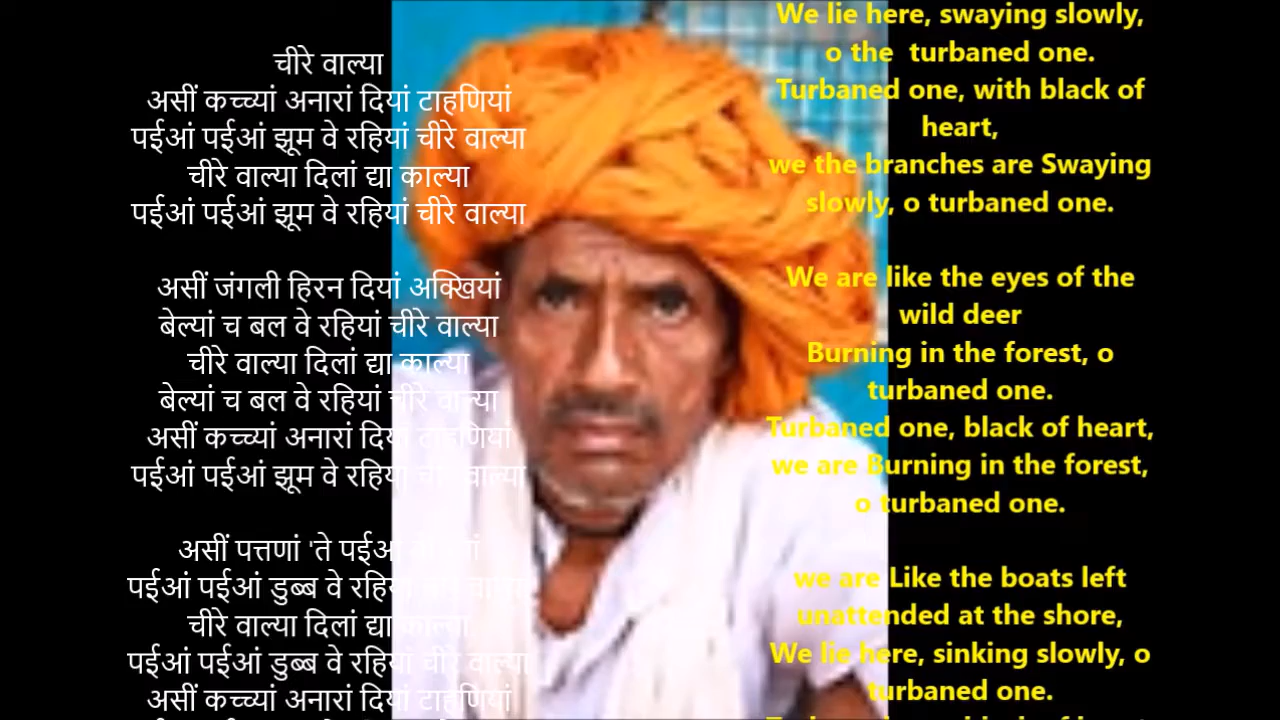 चीरे वाल्या
असीं कच्च्यां अनारां दियां टाहणियां
पईआं पईआं झूम वे रहियां चीरे वाल्या
चीरे वाल्या दिलां द्या काल्या
पईआं पईआं झूम वे रहियां चीरे वाल्या
असीं जंगली हिरन दियां अक्खियां
बेल्यां च बल वे रहियां चीरे वाल्या
चीरे वाल्या दिलां द्या काल्या
बेल्यां च बल वे रहियां चीरे वाल्या
असीं कच्च्यां अनारां दियां टाहणियां
पईआं पईआं झूम वे रहियां चीरे वाल्या
असीं पत्तणां 'ते
पईआं पईआं डुब्ब वे रहियां
चीरे वाल्या दिलां द्या काल्या
पईआं पईआं डुब्ब वे रहियां चीरे वाल्या
असीं कच्च्यां अनारां दियां टाहणियां
We lie here, swaying slowly,
o the turbaned one.
Turbaned one, with black of
heart,
we the branches are Swaying
slowly, o turbaned one.
We are like the eyes of the
wild deer
Burning in the forest, o
turbaned one.
Turbaned one, black of heart,
we are Burning in the forest,
o turbaned one.
we are Like the boats left
unattended at the shore,
We lie here, sinking slowly, o
turbaned one.